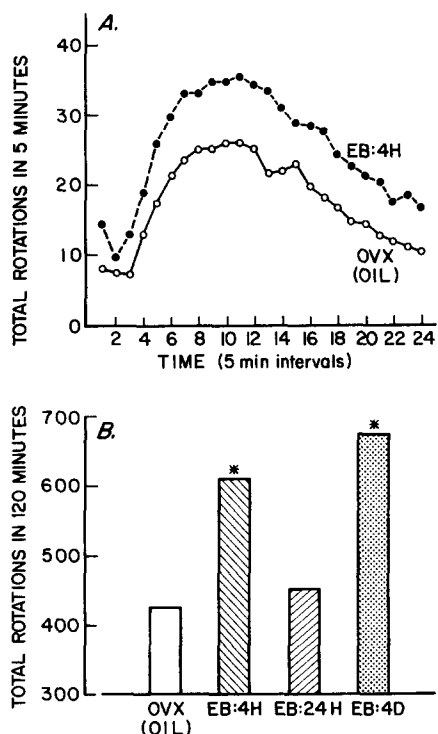 A.
TOTAL ROTATIONS IN 5 MINUTES
40
30
20
10
0
EB:4H
OVX
(OIL)
2 4 6 8 10 12 14 16 18 20 22 24
TIME (5 min intervals)
B.
TOTAL ROTATIONS IN 120 MINUTES
700
600
500
400
300
*
*
OVX EB:4H EB:24H EB:4D
(OIL)